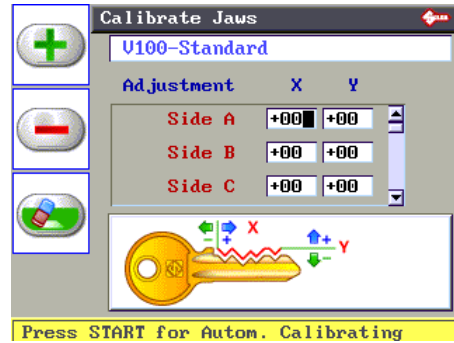 Calibrate Jaws
V100-Standard
Adjustment X Y
Side A +00 +00
Side B +00 +00
Side C +00 +00
X
- +
+ Y
-
Press START for Autom. Calibrating